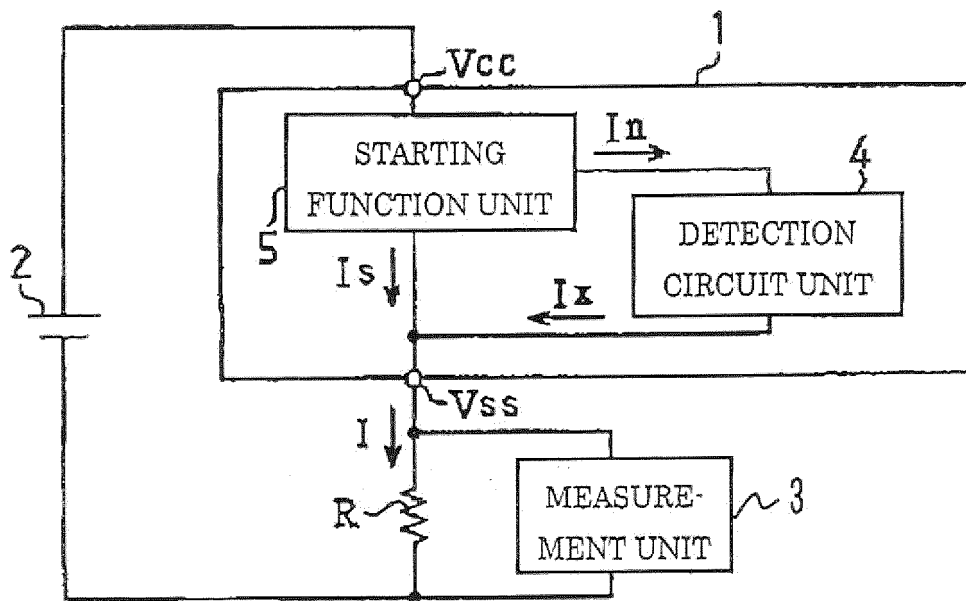 1
Vcc
In
STARTING
FUNCTION UNIT
4
5
DETECTION
CIRCUIT UNIT
2
Is
Ix
Vss
I
R
MEASURE-
MENT UNIT
3